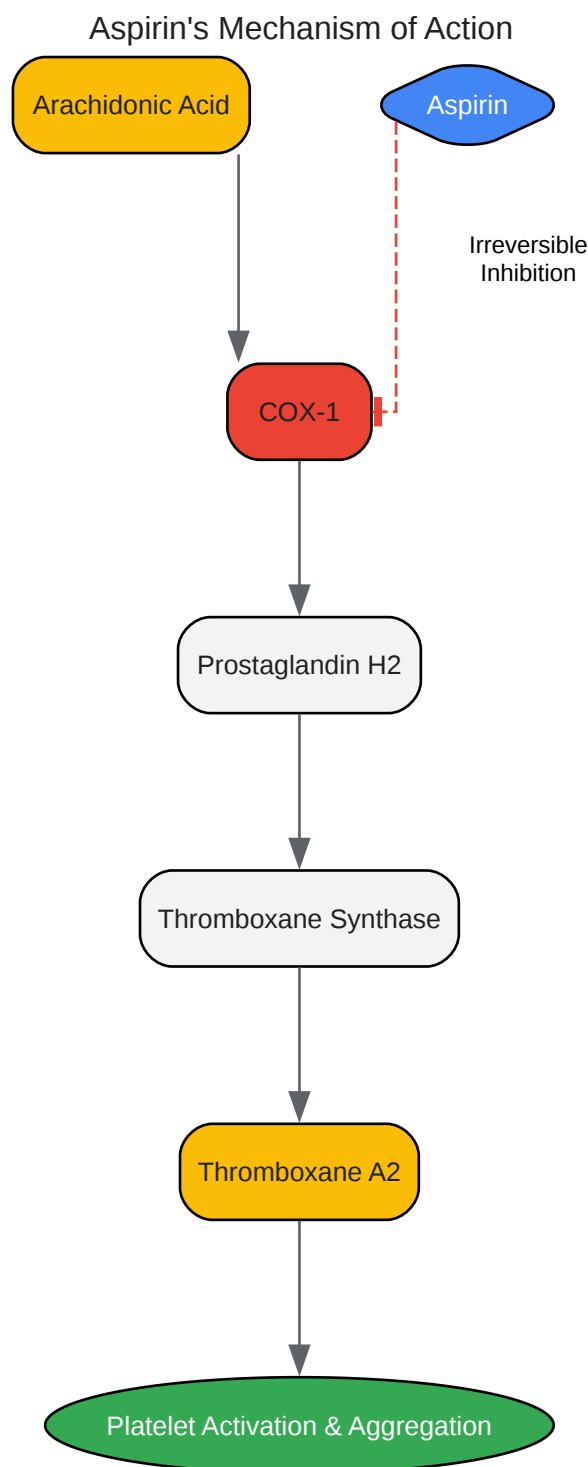 Aspirin's Mechanism of Action
Arachidonic Acid
Aspirin
Irreversible
Inhibition
COX-1
Prostaglandin H2
Thromboxane Synthase
Thromboxane A2
Platelet Activation & Aggregation